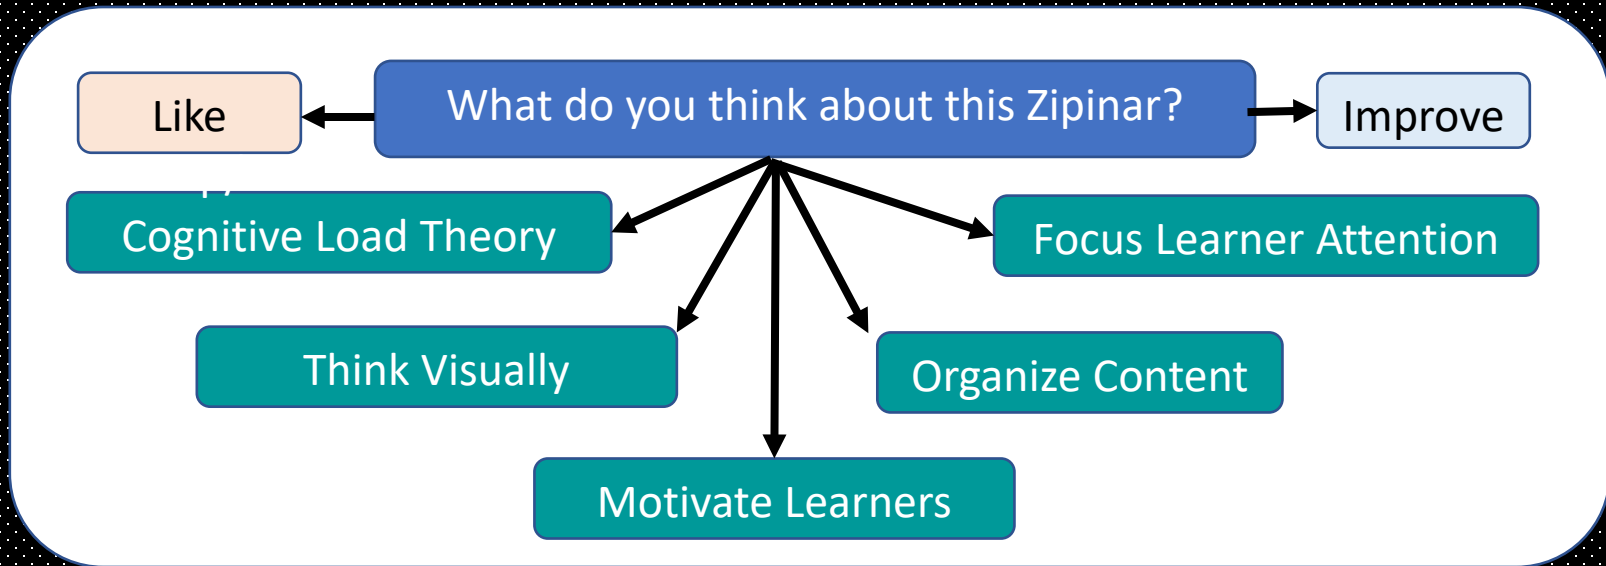 What do you think about this Zipinar?
Like
Improve
Cognitive Load Theory
Focus Learner Attention
Think Visually
Organize Content
Motivate Learners